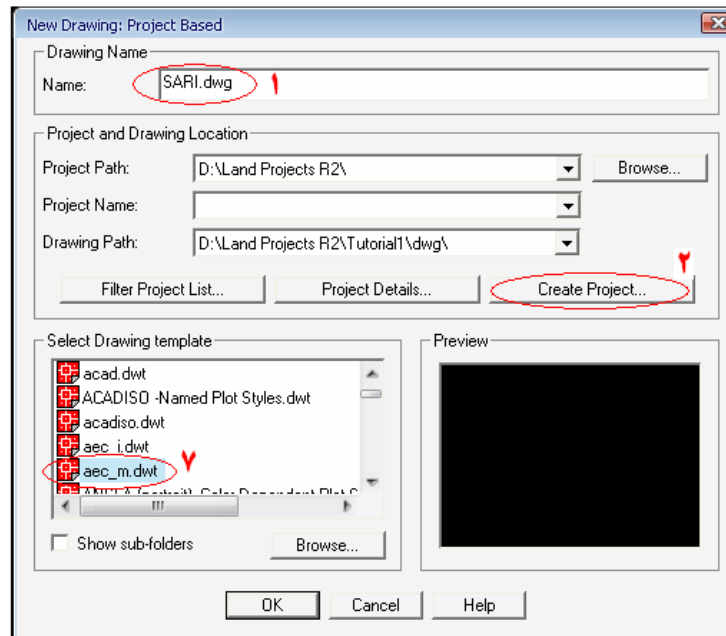 New Drawing: Project Based
Drawing Name
Name: SARI.dwg ۱
Project and Drawing Location
Project Path: D:\Land Projects R2\ Browse...
Project Name:
Drawing Path: D:\Land Projects R2\Tutorial1\dwg\
۲
Filter Project List... Project Details... Create Project...
Select Drawing template Preview
acad.dwt
ACADISO -Named Plot Styles.dwt
acadiso.dwt
aec_i.dwt
aec_m.dwt ۷
Show sub-folders Browse...
OK Cancel Help